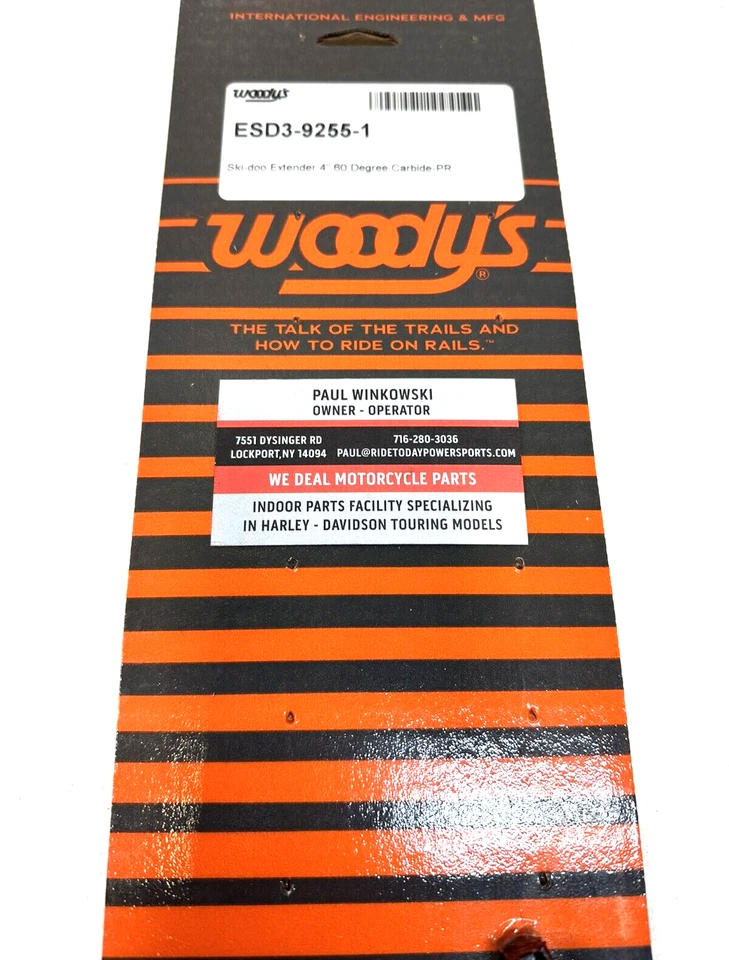 INTERNATIONAL ENGINEERING & MFG
woody's
ESD3-9255-1
Ski-doo Extender 4" 60 Degree Carbide-PR
woody's®
THE TALK OF THE TRAILS AND
HOW TO RIDE ON RAILS.™
PAUL WINKOWSKI
OWNER - OPERATOR
7551 DYSINGER RD 716-280-3036
LOCKPORT,NY 14094 PAUL@RIDETODAYPOWERSPORTS.COM
WE DEAL MOTORCYCLE PARTS
INDOOR PARTS FACILITY SPECIALIZING
IN HARLEY - DAVIDSON TOURING MODELS